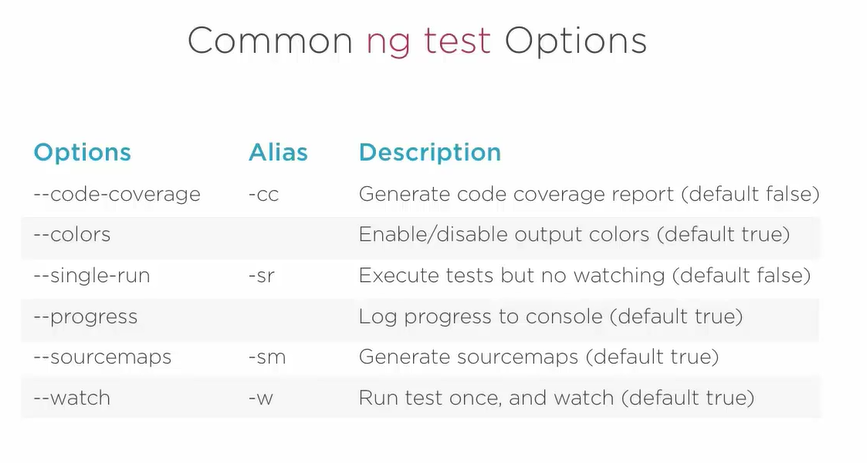 Common ng test Options
Options Alias Description
--code-coverage -cc Generate code coverage report (default false)
--colors Enable/disable output colors (default true)
--single-run -sr Execute tests but no watching (default false)
--progress Log progress to console (default true)
--sourcemaps -sm Generate sourcemaps (default true)
--watch -w Run test once, and watch (default true)